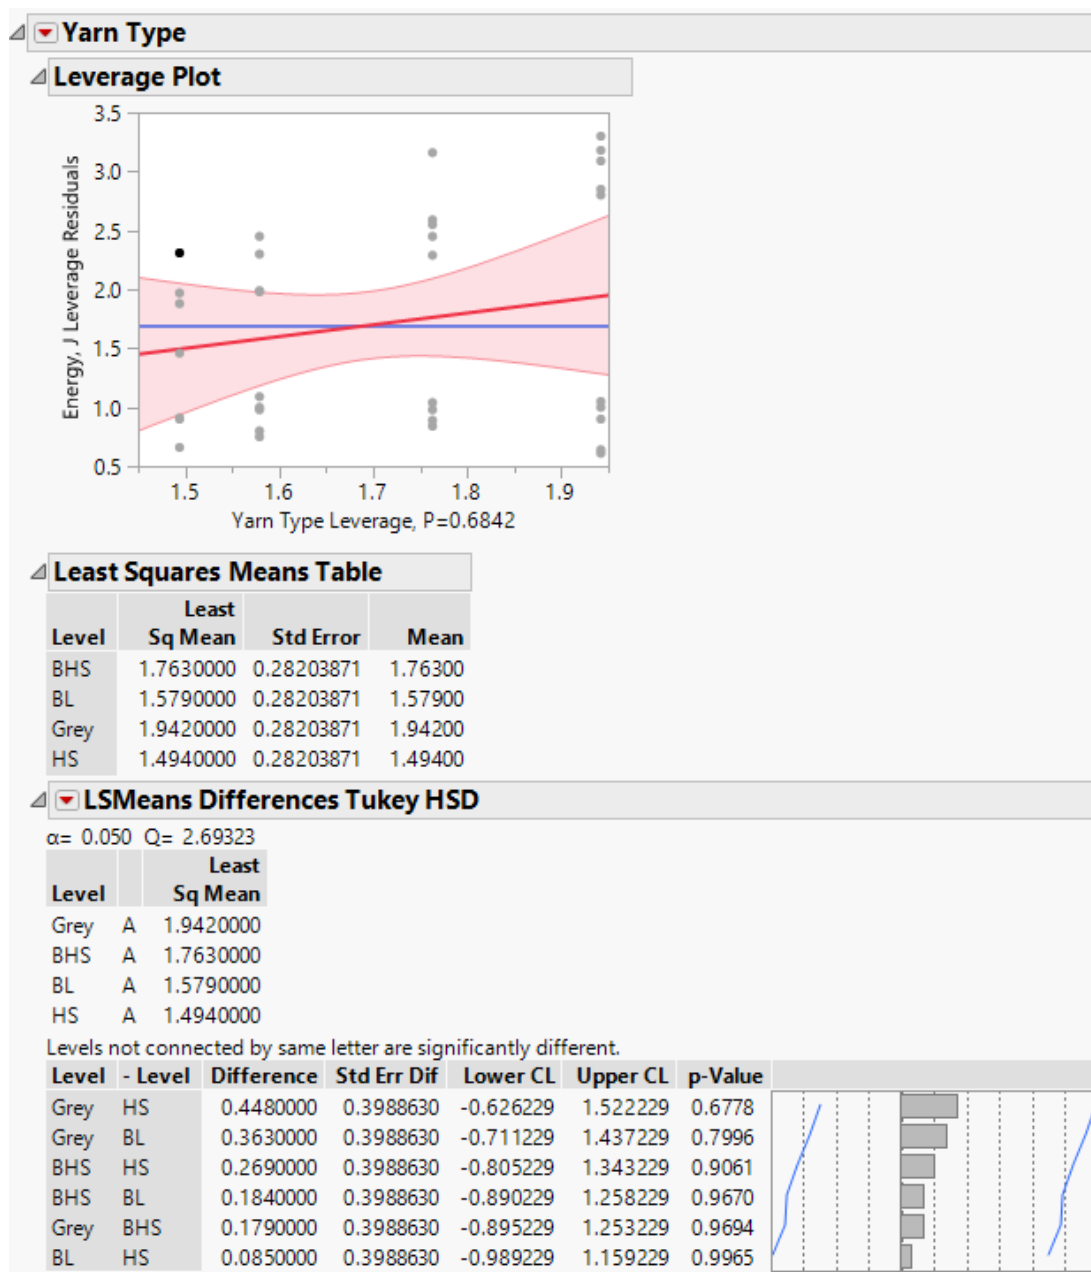 Yarn Type
Leverage Plot
3.5
3.0
2.5
2.0
1.5
1.0
0.5
Energy, J Leverage Residuals
1.5 1.6 1.7 1.8 1.9
Yarn Type Leverage, P=0.6842
Least Squares Means Table
Least
Level Sq Mean Std Error Mean
BHS 1.7630000 0.28203871 1.76300
BL 1.5790000 0.28203871 1.57900
Grey 1.9420000 0.28203871 1.94200
HS 1.4940000 0.28203871 1.49400
LSMeans Differences Tukey HSD
α= 0.050 Q= 2.69323
Least
Level Sq Mean
Grey A 1.9420000
BHS A 1.7630000
BL A 1.5790000
HS A 1.4940000
Levels not connected by same letter are significantly different.
Level - Level Difference Std Err Dif Lower CL Upper CL p-Value
Grey HS 0.4480000 0.3988630 -0.626229 1.522229 0.6778
Grey BL 0.3630000 0.3988630 -0.711229 1.437229 0.7996
BHS HS 0.2690000 0.3988630 -0.805229 1.343229 0.9061
BHS BL 0.1840000 0.3988630 -0.890229 1.258229 0.9670
Grey BHS 0.1790000 0.3988630 -0.895229 1.253229 0.9694
BL HS 0.0850000 0.3988630 -0.989229 1.159229 0.9965